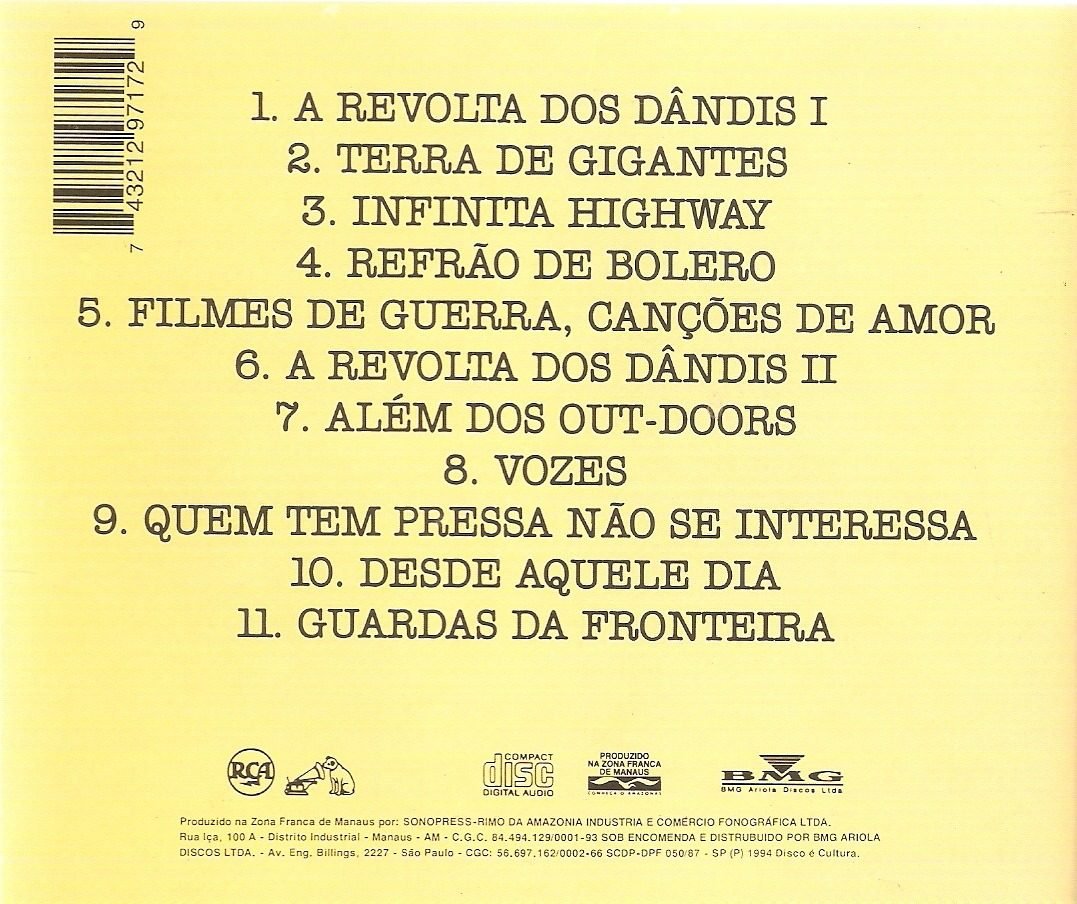 7 43212 97172 9
1. A REVOLTA DOS DÂNDIS I
2. TERRA DE GIGANTES
3. INFINITA HIGHWAY
4. REFRÃO DE BOLERO
5. FILMES DE GUERRA, CANÇÕES DE AMOR
6. A REVOLTA DOS DÂNDIS II
7. ALÉM DOS OUT-DOORS
8. VOZES
9. QUEM TEM PRESSA NÃO SE INTERESSA
10. DESDE AQUELE DIA
11. GUARDAS DA FRONTEIRA
RCA
COMPACT
disc
DIGITAL AUDIO
PRODUZIDO
NA ZONA FRANCA
DE MANAUS
CONHEÇA O AMAZONAS
BMG
BMG Ariola Discos Ltda
Produzido na Zona Franca de Manaus por: SONOPRESS-RIMO DA AMAZONIA INDUSTRIA E COMÉRCIO FONOGRÁFICA LTDA.
Rua Iça, 100 A - Distrito Industrial - Manaus - AM - C.G.C. 84.494.129/0001-93 SOB ENCOMENDA E DISTRUBUIDO POR BMG ARIOLA
DISCOS LTDA. - Av. Eng. Billings, 2227 - São Paulo - CGC: 56.697.162/0002-66 SCDP-DPF 050/87 - SP (P) 1994 Disco é Cultura.